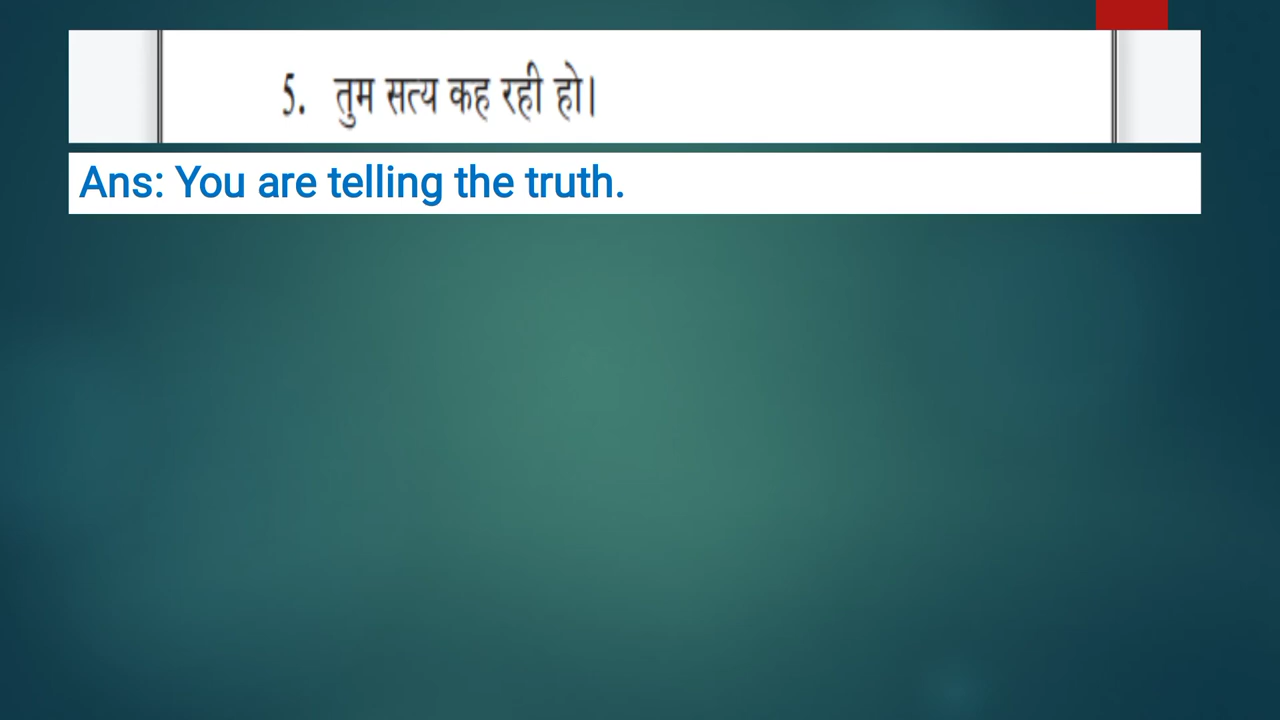 5. तुम सत्य कह रही हो।
Ans: You are telling the truth.